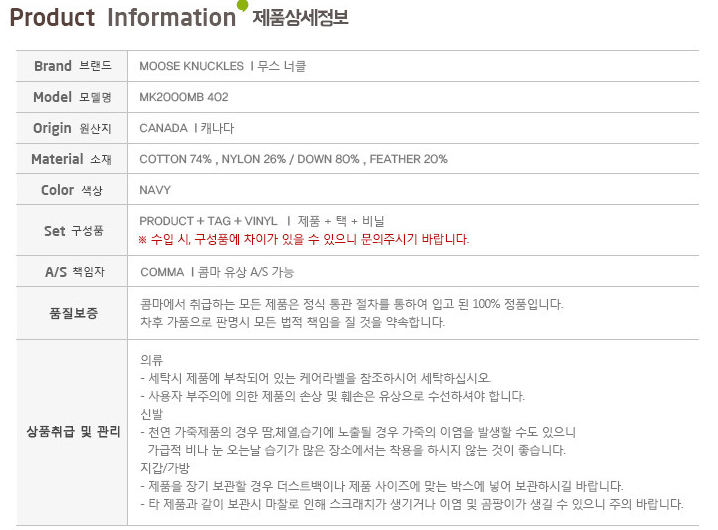 Product Information 제품상세정보
Brand 브랜드 MOOSE KNUCKLES | 무스 너클
Model 모델명 MK2000MB 402
Origin 원산지 CANADA | 캐나다
Material 소재 COTTON 74% , NYLON 26% / DOWN 80% , FEATHER 20%
Color 색상 NAVY
Set 구성품 PRODUCT + TAG + VINYL | 제품 + 택 + 비닐
※ 수입 시, 구성품에 차이가 있을 수 있으니 문의주시기 바랍니다.
A/S 책임자 COMMA | 콤마 유상 A/S 가능
품질보증 콤마에서 취급하는 모든 제품은 정식 통관 절차를 통하여 입고 된 100% 정품입니다.
차후 가품으로 판명시 모든 법적 책임을 질 것을 약속합니다.
상품취급 및 관리
의류
- 세탁시 제품에 부착되어 있는 케어라벨을 참조하시어 세탁하십시오.
- 사용자 부주의에 의한 제품의 손상 및 훼손은 유상으로 수선하셔야 합니다.
신발
- 천연 가죽제품의 경우 땀,체열,습기에 노출될 경우 가죽의 이염을 발생할 수도 있으니
가급적 비나 눈 오는날 습기가 많은 장소에서는 착용을 하시지 않는 것이 좋습니다.
지갑/가방
- 제품을 장기 보관할 경우 더스트백이나 제품 사이즈에 맞는 박스에 넣어 보관하시길 바랍니다.
- 타 제품과 같이 보관시 마찰로 인해 스크래치가 생기거나 이염 및 곰팡이가 생길 수 있으니 주의 바랍니다.